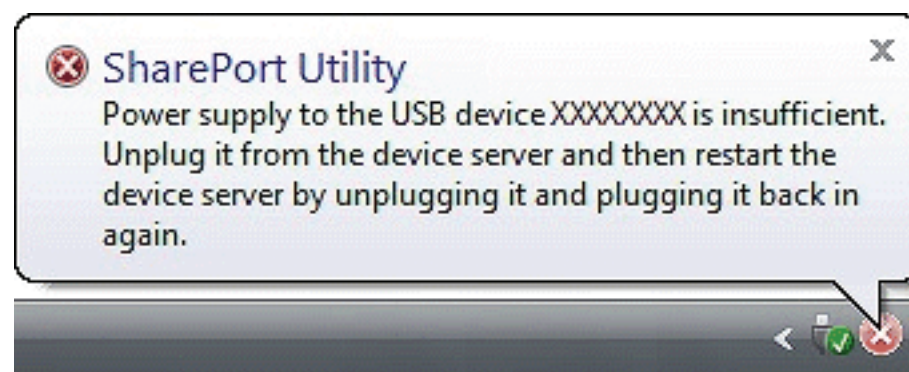 SharePort Utility
Power supply to the USB device XXXXXXXX is insufficient.
Unplug it from the device server and then restart the
device server by unplugging it and plugging it back in
again.